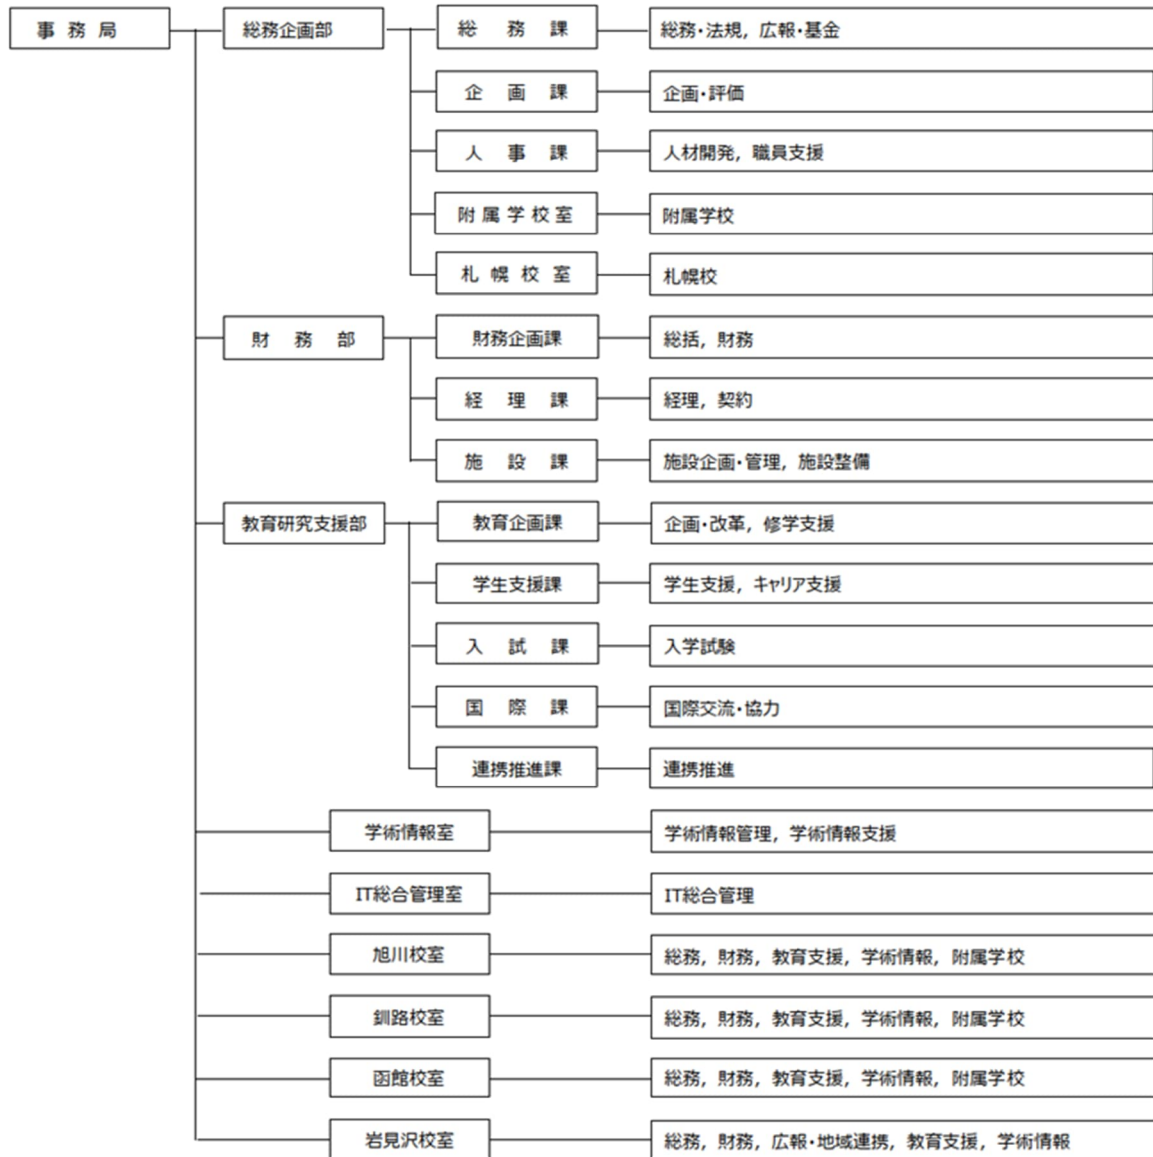 事務局
総務企画部
総務課
総務・法規，広報・基金
企画課
企画・評価
人事課
人材開発，職員支援
附属学校室
附属学校
札幌校室
札幌校
財務部
財務企画課
総括，財務
経理課
経理，契約
施設課
施設企画・管理，施設整備
教育研究支援部
教育企画課
企画・改革，修学支援
学生支援課
学生支援，キャリア支援
入試課
入学試験
国際課
国際交流・協力
連携推進課
連携推進
学術情報室
学術情報管理，学術情報支援
IT総合管理室
IT総合管理
旭川校室
総務，財務，教育支援，学術情報，附属学校
釧路校室
総務，財務，教育支援，学術情報，附属学校
函館校室
総務，財務，教育支援，学術情報，附属学校
岩見沢校室
総務，財務，広報・地域連携，教育支援，学術情報